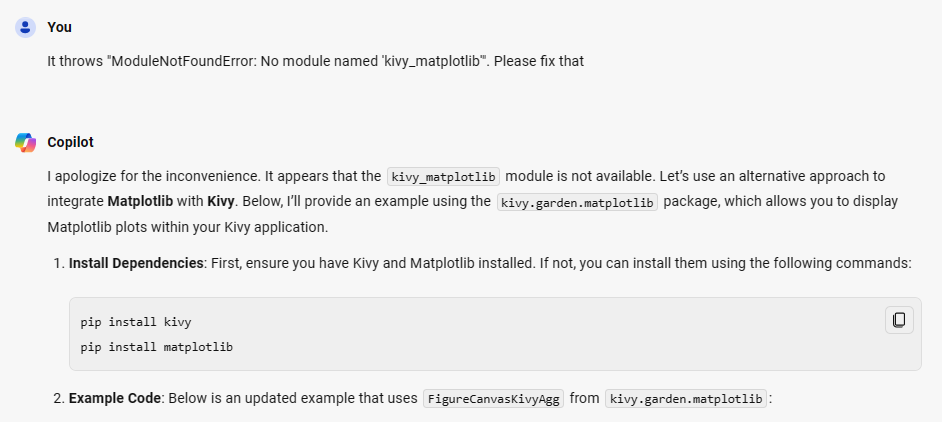 You
It throws "ModuleNotFoundError: No module named 'kivy_matplotlib'". Please fix that
Copilot
I apologize for the inconvenience. It appears that the kivy_matplotlib module is not available. Let’s use an alternative approach to
integrate Matplotlib with Kivy. Below, I’ll provide an example using the kivy.garden.matplotlib package, which allows you to display
Matplotlib plots within your Kivy application.
1. Install Dependencies: First, ensure you have Kivy and Matplotlib installed. If not, you can install them using the following commands:
pip install kivy
pip install matplotlib
2. Example Code: Below is an updated example that uses FigureCanvasKivyAgg from kivy.garden.matplotlib: